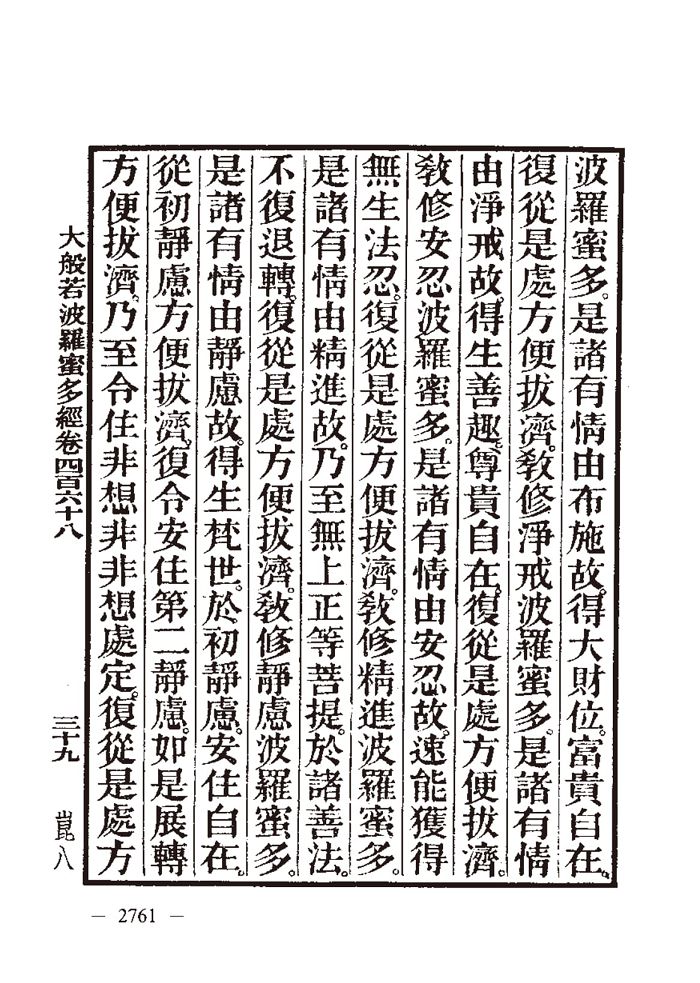 波羅蜜多。是諸有情由布施故。得大財位。富貴自在。
復從是處方便拔濟。敎修淨戒波羅蜜多。是諸有情
由淨戒故。得生善趣。尊貴自在。復從是處方便拔濟。
敎修安忍波羅蜜多。是諸有情由安忍故。速能獲得
無生法忍。復從是處方便拔濟。敎修精進波羅蜜多。
是諸有情由精進故。乃至無上正等菩提。於諸善法。
不復退轉。復從是處方便拔濟。敎修靜慮波羅蜜多。
是諸有情由靜慮故。得生梵世。於初靜慮。安住自在。
從初靜慮方便拔濟。復令安住第二靜慮。如是展轉
方便拔濟。乃至令住非想非非想處定。復從是處方
大般若波羅蜜多經卷四百六十八
三十九
崑八
— 2761 —